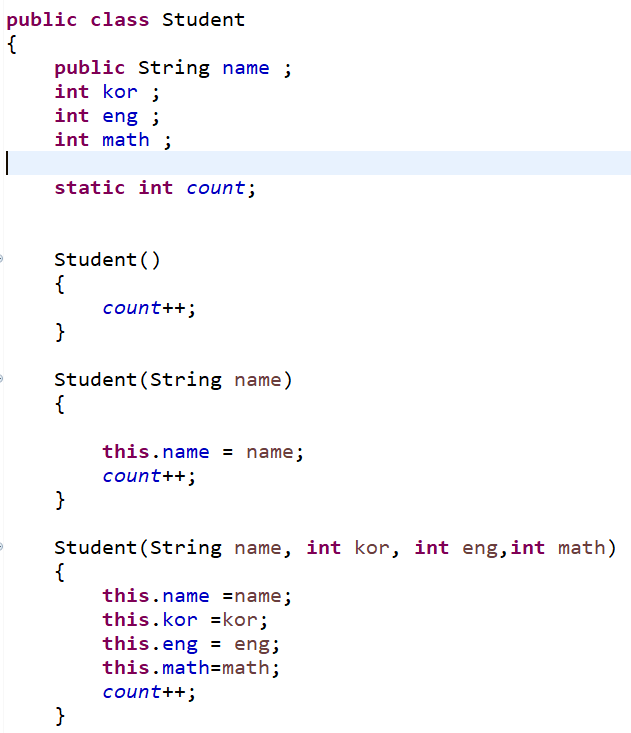 public class Student
{
    public String name ;
    int kor ;
    int eng ;
    int math ;
    static int count;
    Student()
    {
        count++;
    }
    Student(String name)
    {
        this.name = name;
        count++;
    }
    Student(String name, int kor, int eng,int math)
    {
        this.name =name;
        this.kor =kor;
        this.eng = eng;
        this.math=math;
        count++;
    }